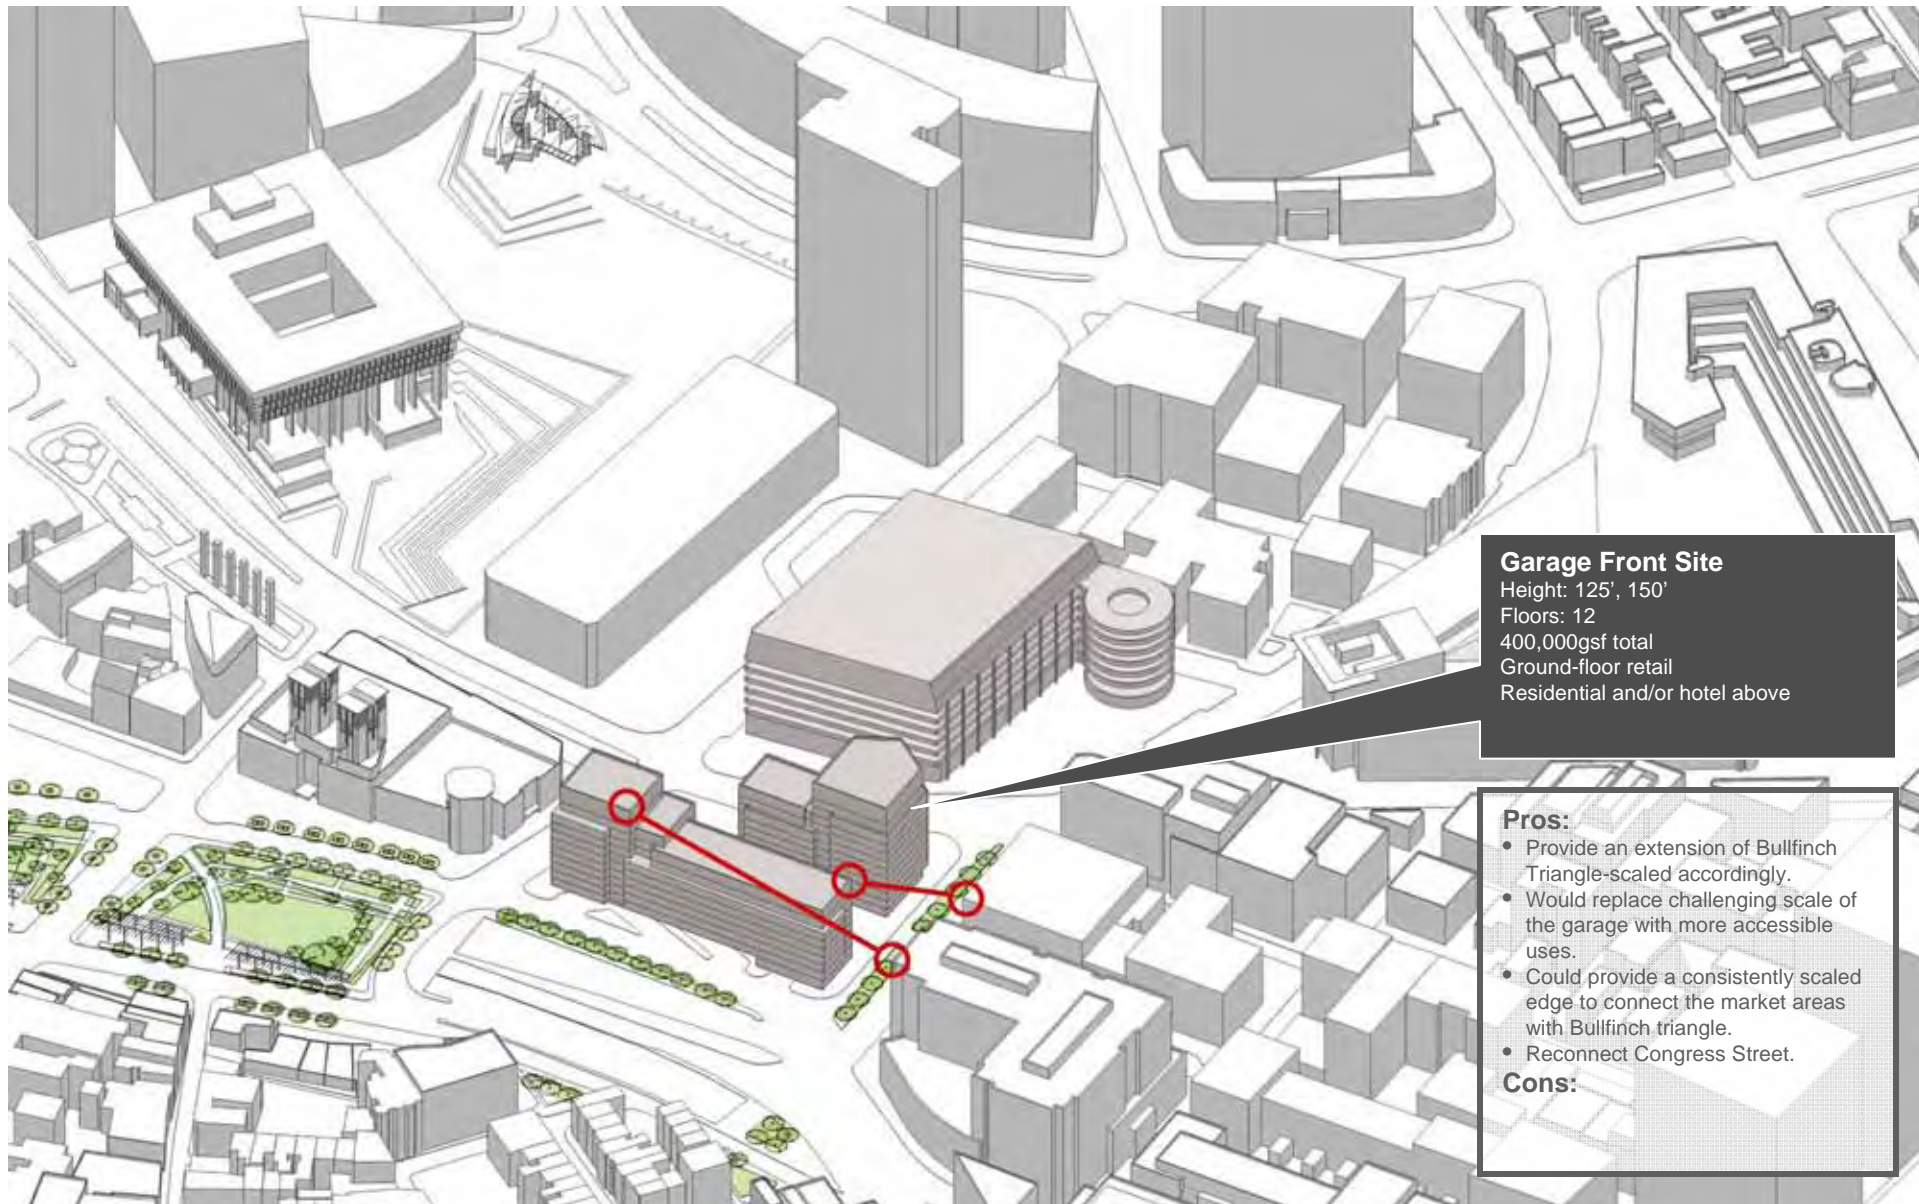 Garage Front Site
Height: 125’, 150’
Floors: 12
400,000gsf total
Ground-floor retail
Residential and/or hotel above
Pros:
• Provide an extension of Bullfinch
Triangle-scaled accordingly.
• Would replace challenging scale of
the garage with more accessible
uses.
• Could provide a consistently scaled
edge to connect the market areas
with Bullfinch triangle.
• Reconnect Congress Street.
Cons: